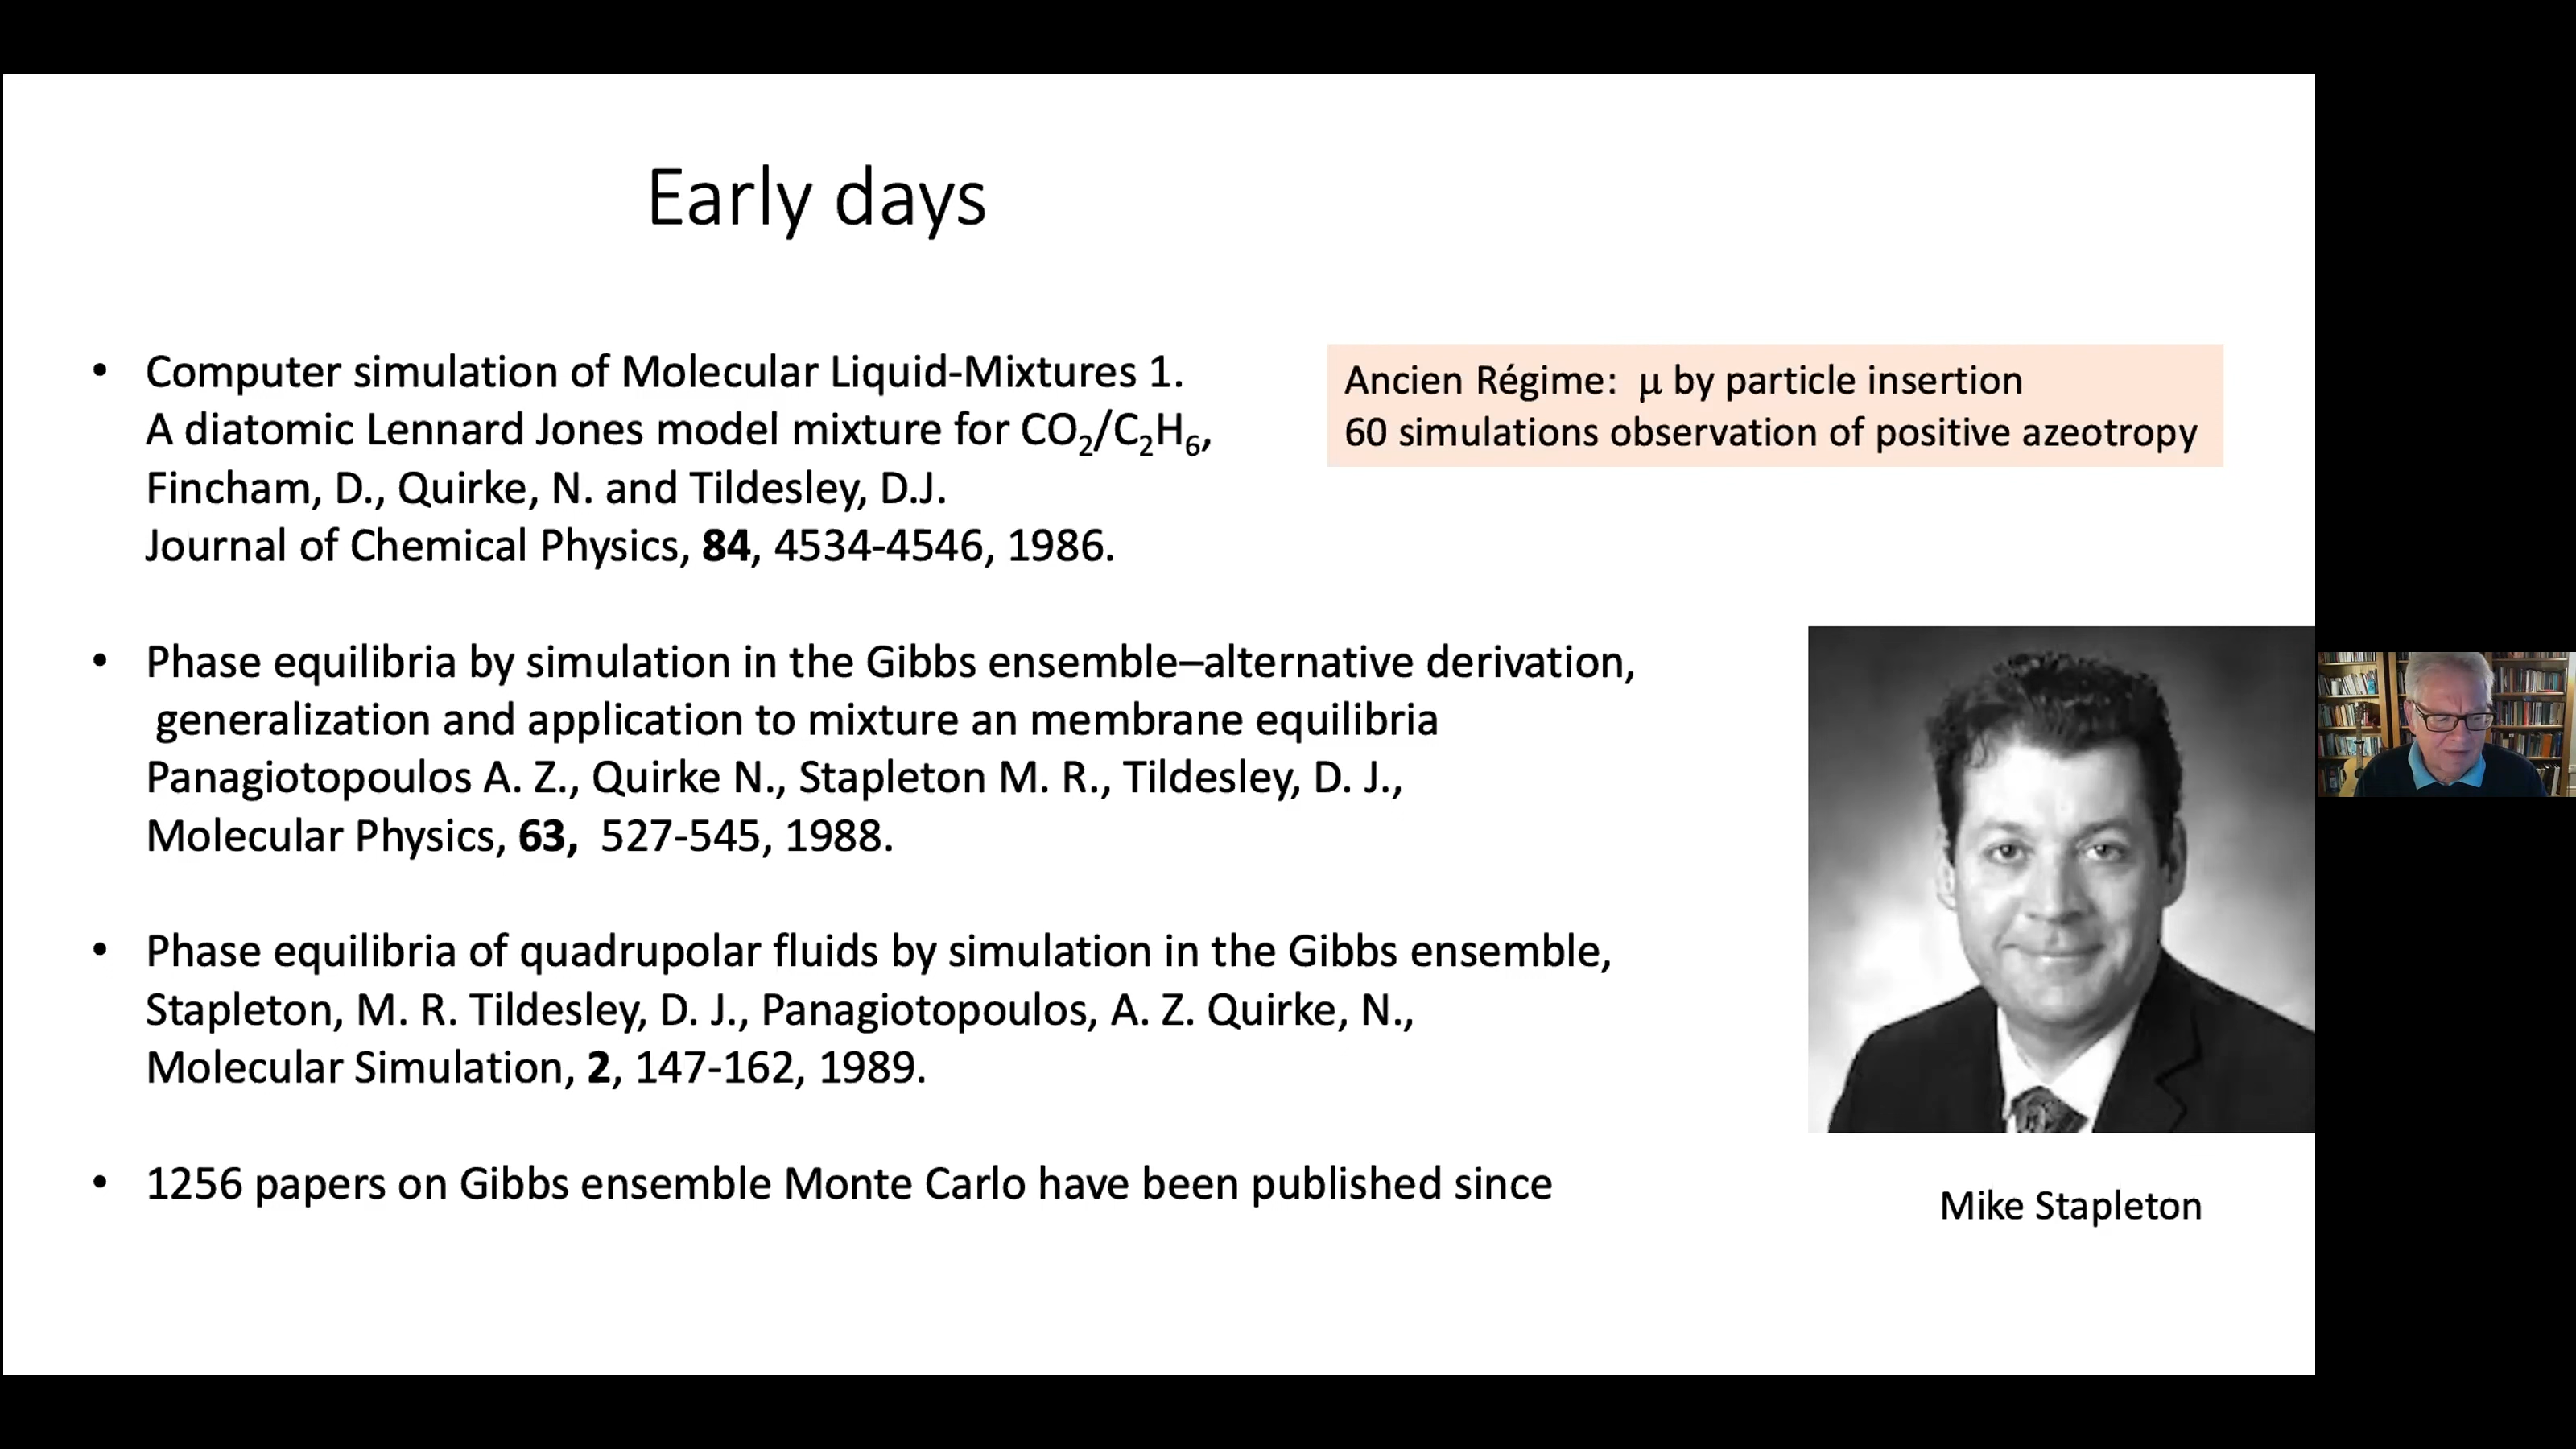 Early days
• Computer simulation of Molecular Liquid-Mixtures 1.
A diatomic Lennard Jones model mixture for CO₂/C₂H₆,
Fincham, D., Quirke, N. and Tildesley, D.J.
Journal of Chemical Physics, 84, 4534-4546, 1986.
Ancien Régime: μ by particle insertion
60 simulations observation of positive azeotropy
• Phase equilibria by simulation in the Gibbs ensemble–alternative derivation,
generalization and application to mixture an membrane equilibria
Panagiotopoulos A. Z., Quirke N., Stapleton M. R., Tildesley, D. J.,
Molecular Physics, 63, 527-545, 1988.
• Phase equilibria of quadrupolar fluids by simulation in the Gibbs ensemble,
Stapleton, M. R. Tildesley, D. J., Panagiotopoulos, A. Z. Quirke, N.,
Molecular Simulation, 2, 147-162, 1989.
• 1256 papers on Gibbs ensemble Monte Carlo have been published since
Mike Stapleton